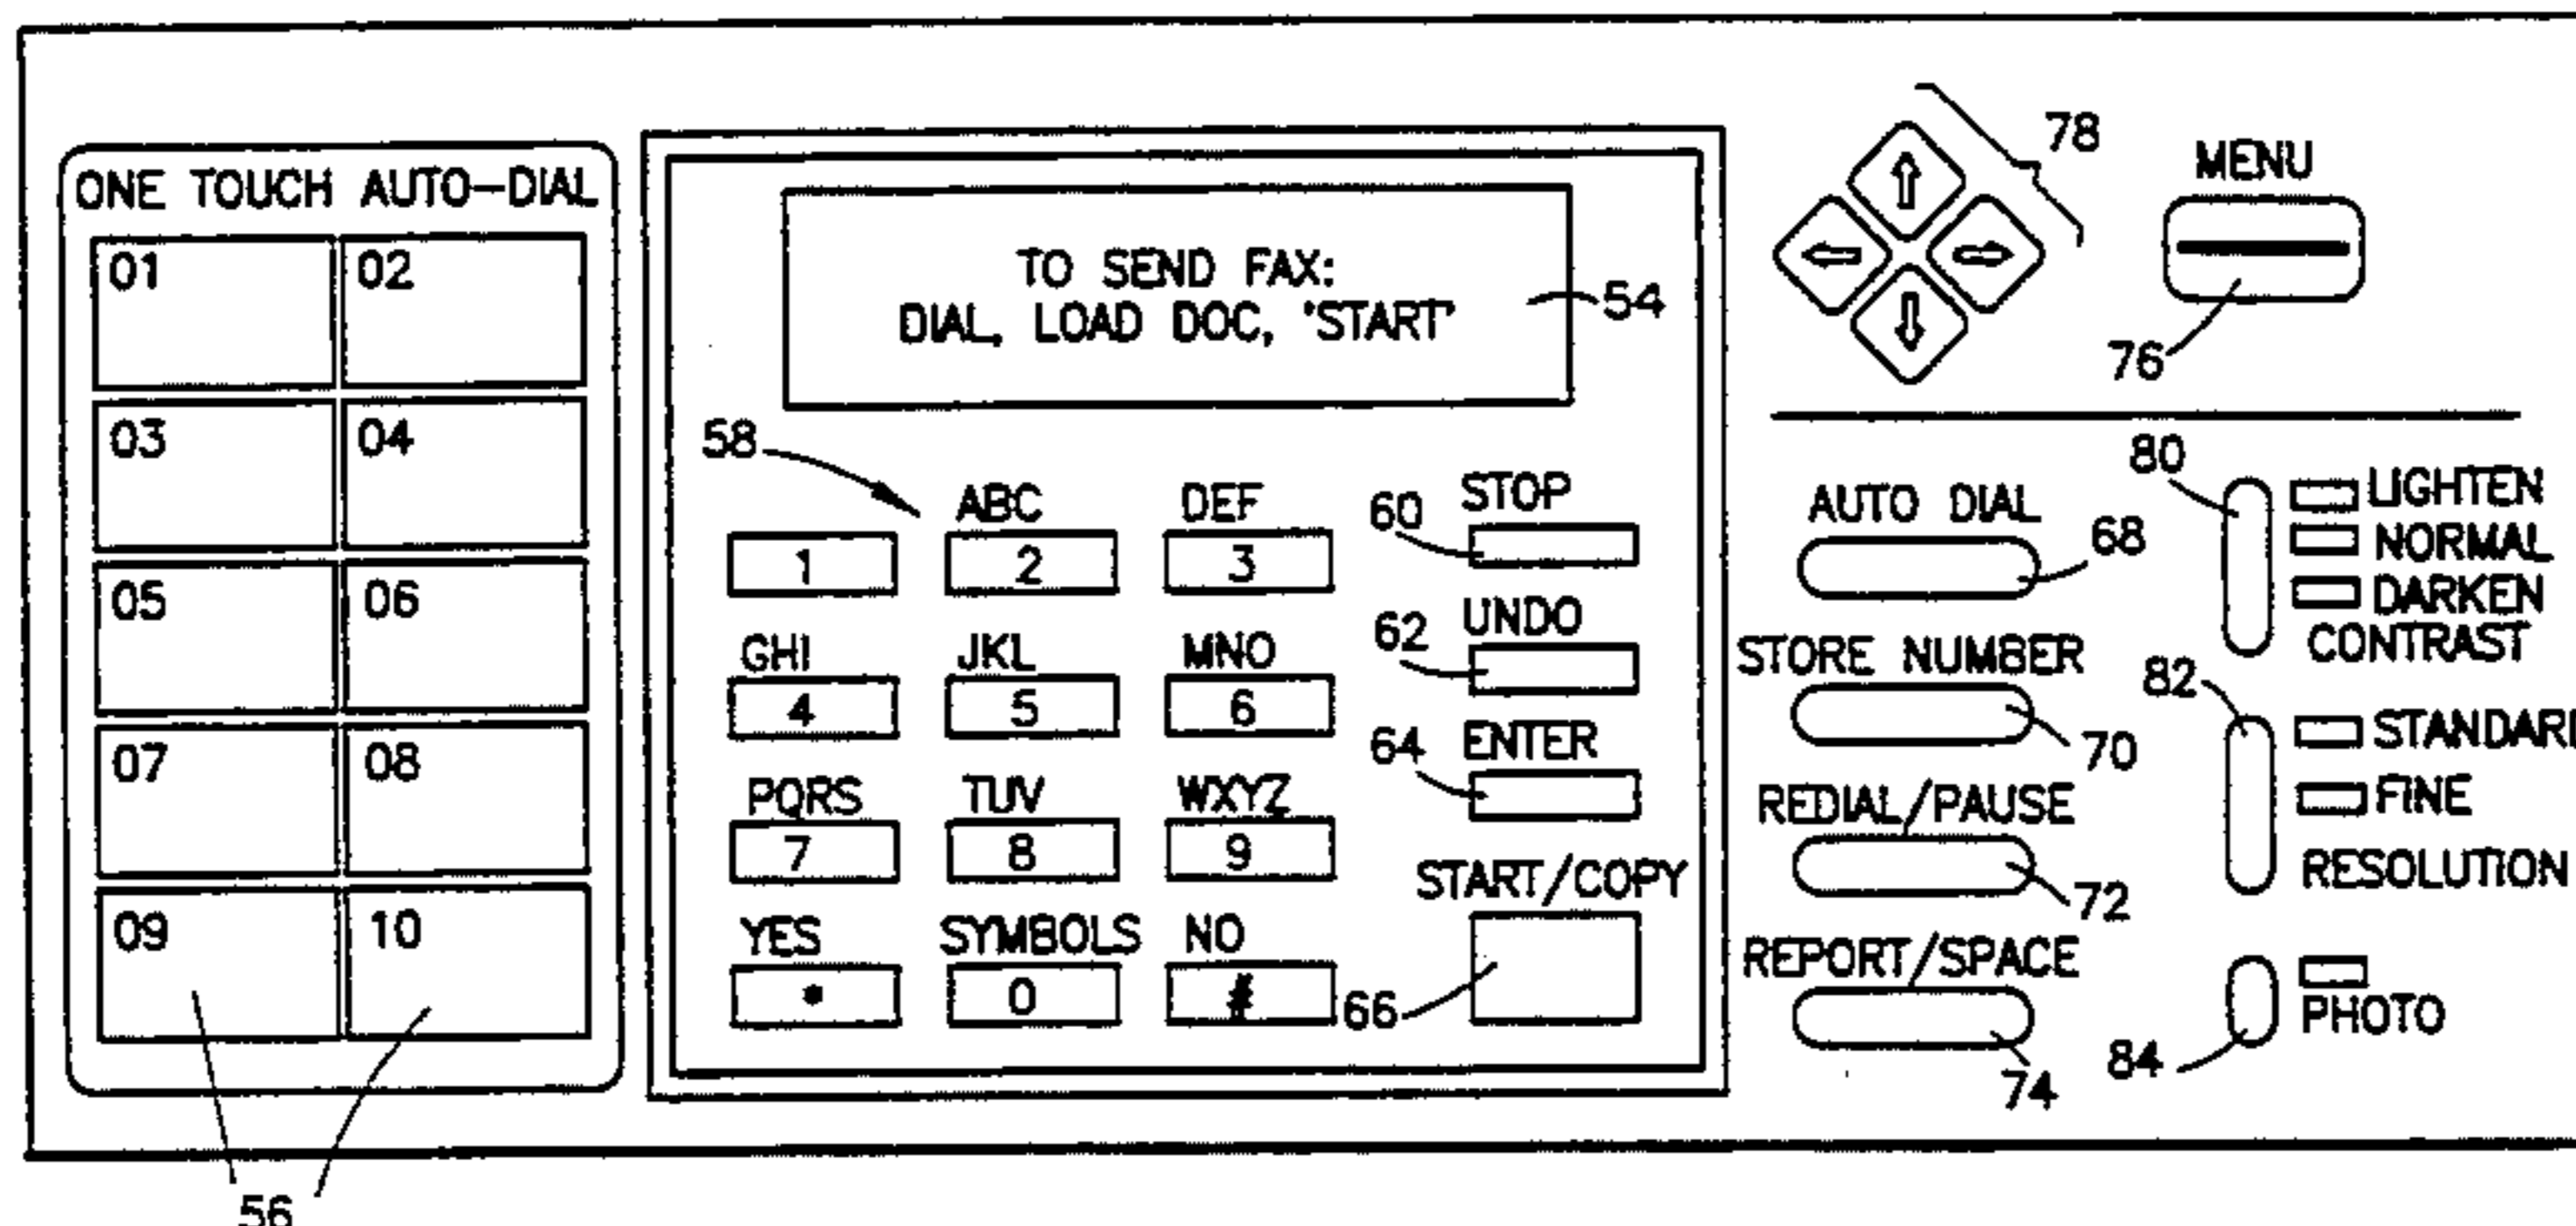 ONE TOUCH AUTO-DIAL
01 02
03 04
05 06
07 08
09 10
56
TO SEND FAX:
DIAL, LOAD DOC, 'START'
54
58
ABC DEF
1 2 3
GHI JKL MNO
4 5 6
PQRS TUV WXYZ
7 8 9
YES SYMBOLS NO
* 0 #
STOP
60
UNDO
62
ENTER
64
START/COPY
66
78
MENU
76
AUTO DIAL
68
STORE NUMBER
70
REDIAL/PAUSE
72
REPORT/SPACE
74
80
LIGHTEN
NORMAL
DARKEN
CONTRAST
82
STANDARD
FINE
RESOLUTION
84
PHOTO